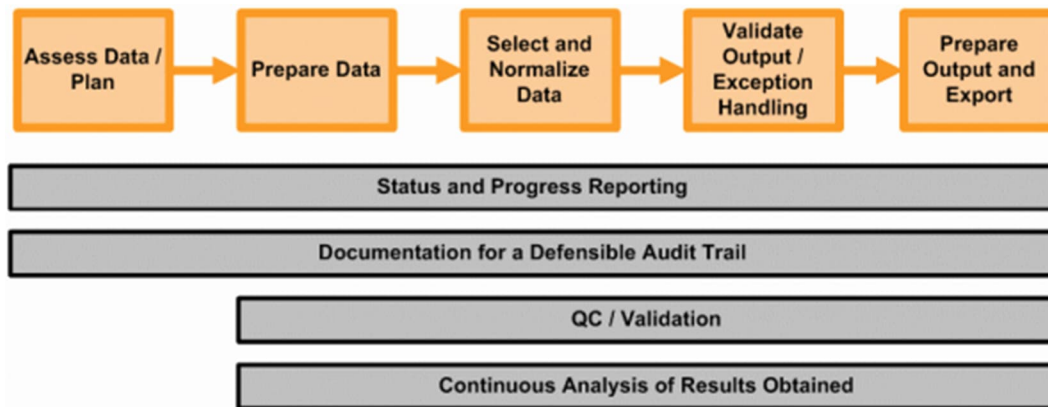 Assess Data /
Plan
Prepare Data
Select and
Normalize
Data
Validate
Output /
Exception
Handling
Prepare
Output and
Export
Status and Progress Reporting
Documentation for a Defensible Audit Trail
QC / Validation
Continuous Analysis of Results Obtained